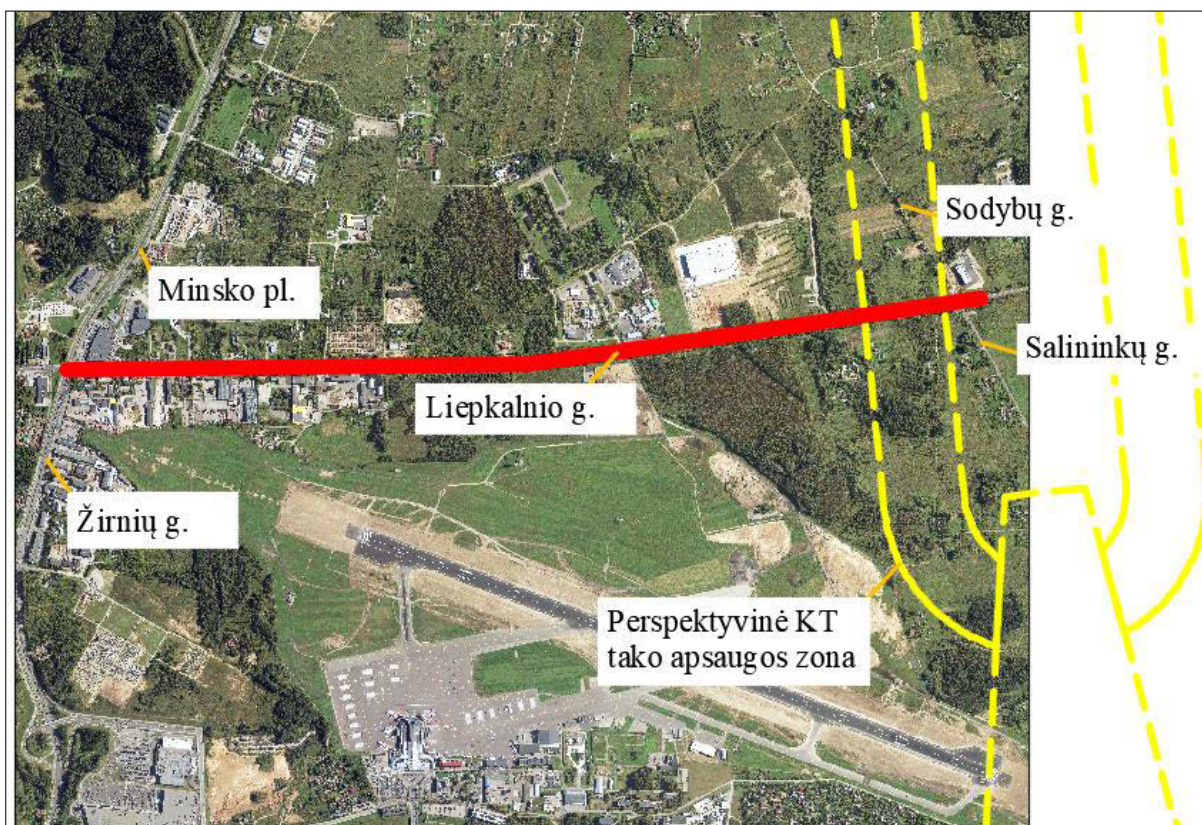 Sodybų g.
Minsko pl.
Salininkų g.
Liepkalnio g.
Žirnių g.
Perspektyvinė KT
tako apsaugos zona